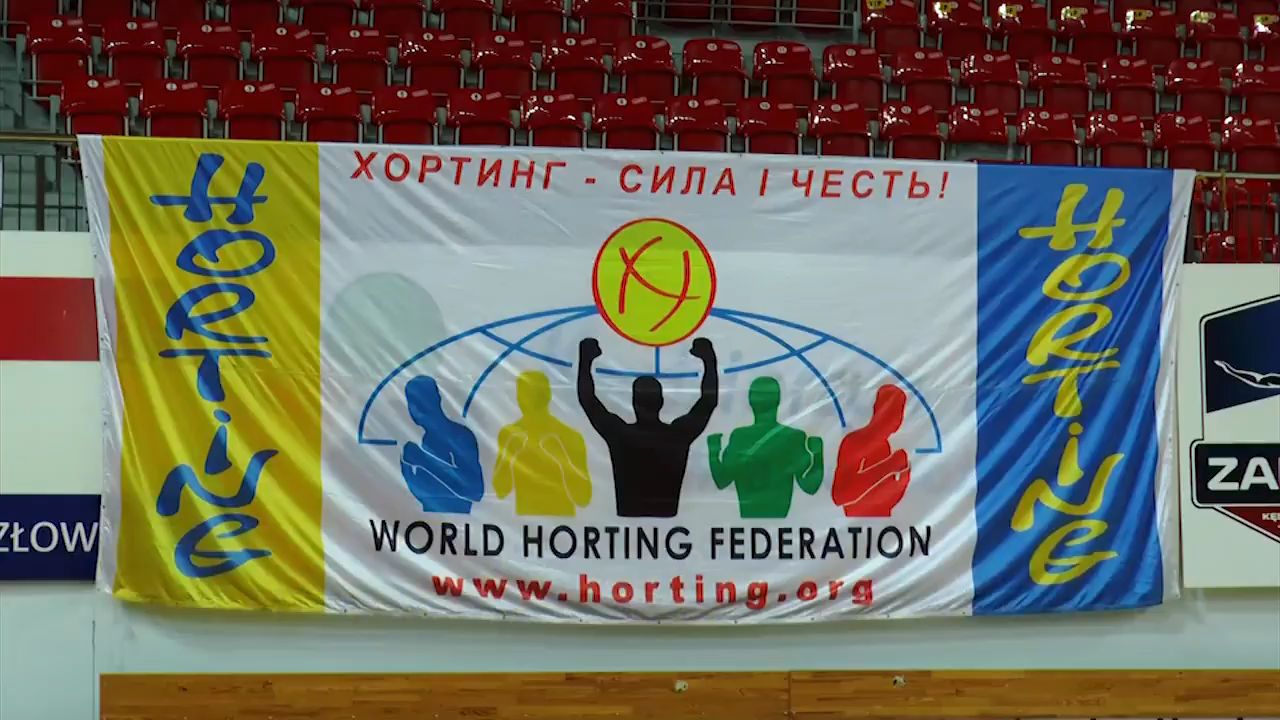 ХОРТИНГ - СИЛА І ЧЕСТЬ!
HORTING
HORTING
WORLD HORTING FEDERATION
www.horting.org
ZŁOW
ZA